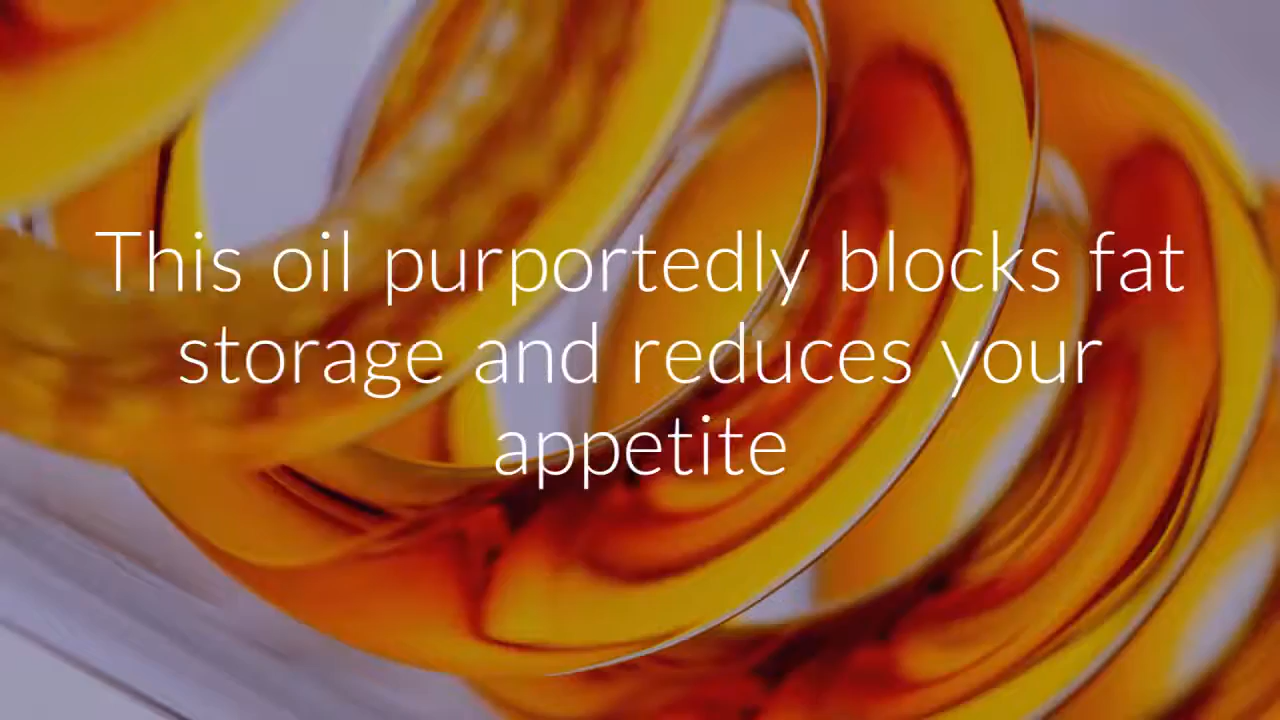 This oil purportedly blocks fat
storage and reduces your
appetite